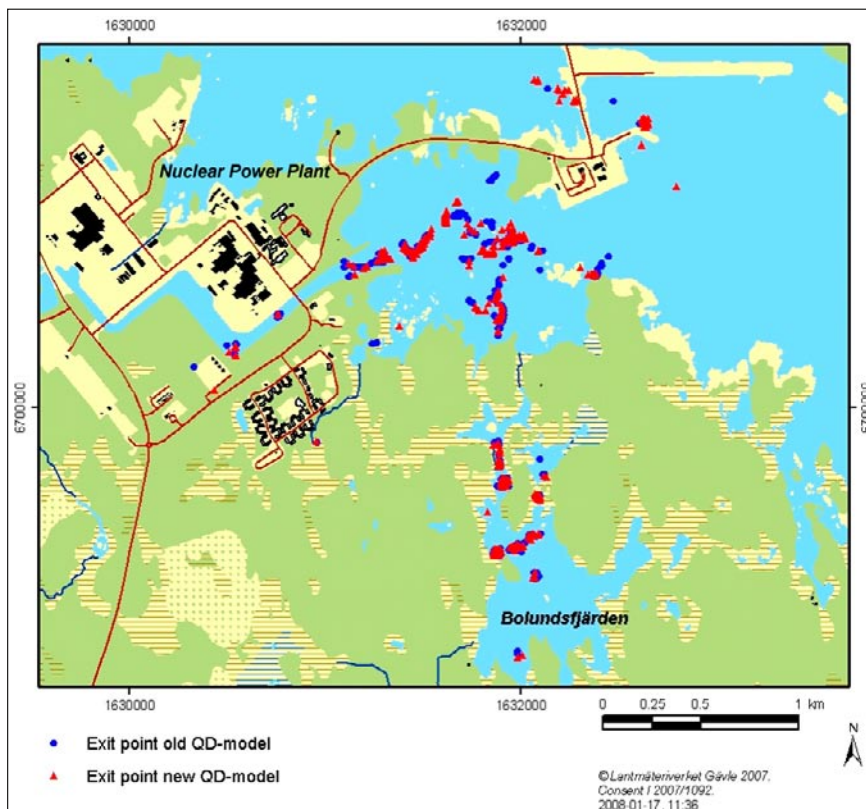 1630000
1632000
Nuclear Power Plant
6700000
Bolundsfjärden
1630000
1632000
0 0.25 0.5 1 km
Exit point old QD-model
Exit point new QD-model
N
©Lantmäteriverket Gävle 2007.
Consent I 2007/1092.
2008-01-17, 11:36